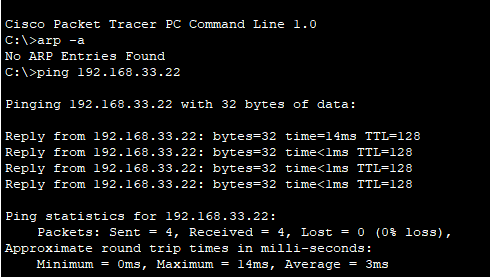 Cisco Packet Tracer PC Command Line 1.0
C:\>arp -a
No ARP Entries Found
C:\>ping 192.168.33.22
Pinging 192.168.33.22 with 32 bytes of data:
Reply from 192.168.33.22: bytes=32 time=14ms TTL=128
Reply from 192.168.33.22: bytes=32 time<1ms TTL=128
Reply from 192.168.33.22: bytes=32 time<1ms TTL=128
Reply from 192.168.33.22: bytes=32 time<1ms TTL=128
Ping statistics for 192.168.33.22:
Packets: Sent = 4, Received = 4, Lost = 0 (0% loss),
Approximate round trip times in milli-seconds:
Minimum = 0ms, Maximum = 14ms, Average = 3ms